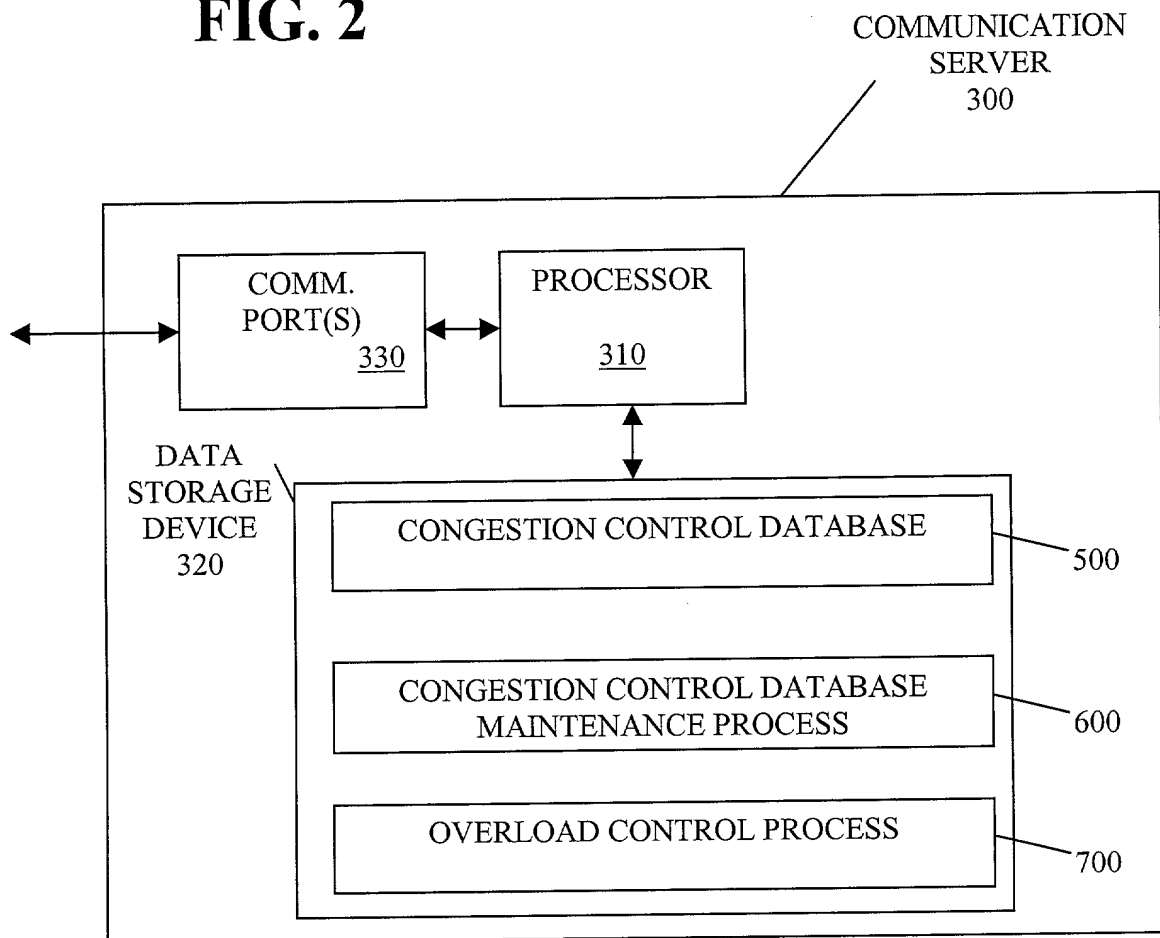 FIG. 2
COMMUNICATION
SERVER
300
COMM.
PORT(S)
330
PROCESSOR
310
DATA
STORAGE
DEVICE
320
CONGESTION CONTROL DATABASE
500
CONGESTION CONTROL DATABASE
MAINTENANCE PROCESS
600
OVERLOAD CONTROL PROCESS
700